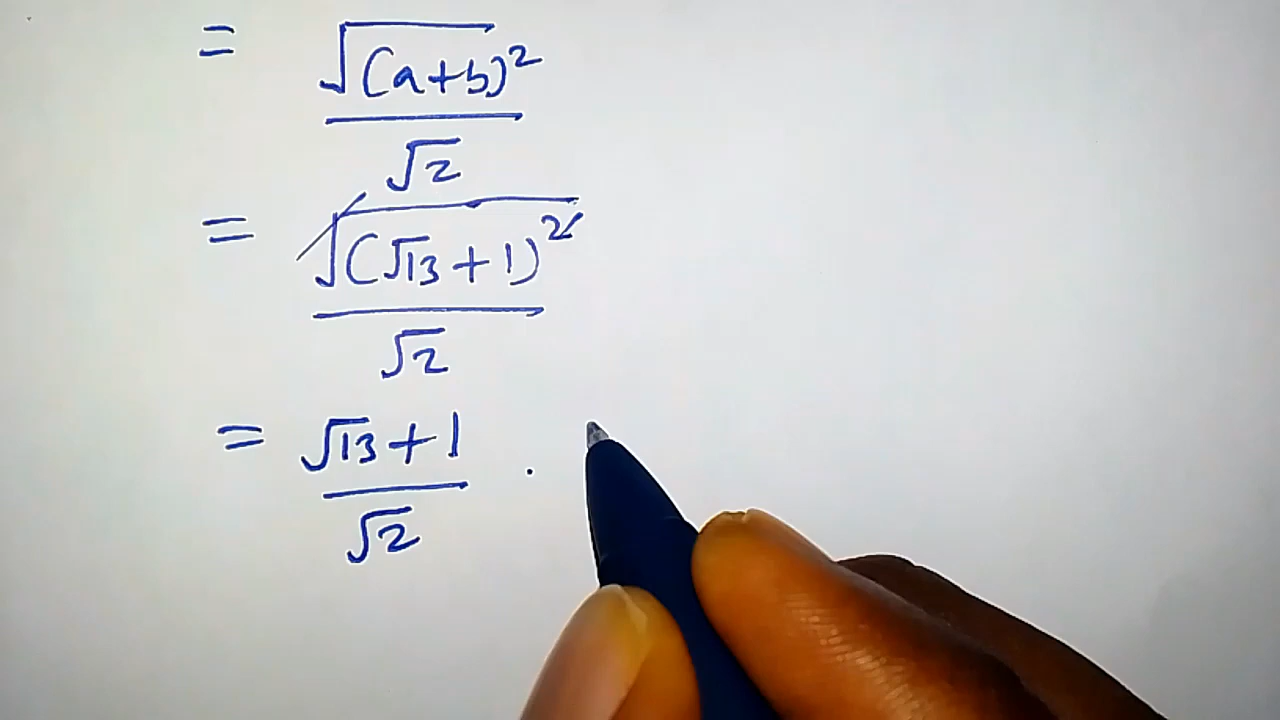 = √(a+b)²
√2
= √(√13 + 1)²
√2
= √13 + 1 .
√2